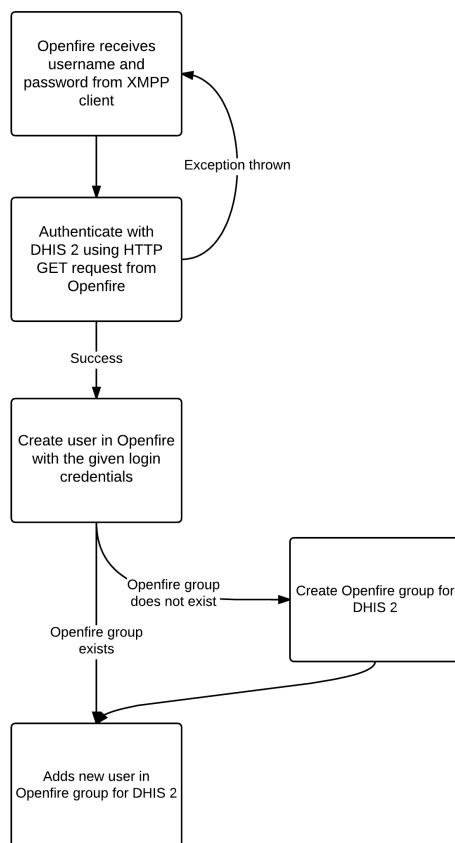 Openfire receives
username and
password from XMPP
client
Exception thrown
Authenticate with
DHIS 2 using HTTP
GET request from
Openfire
Success
Create user in Openfire
with the given login
credentials
Openfire group
does not exist
Create Openfire group for
DHIS 2
Openfire group
exists
Adds new user in
Openfire group for DHIS 2